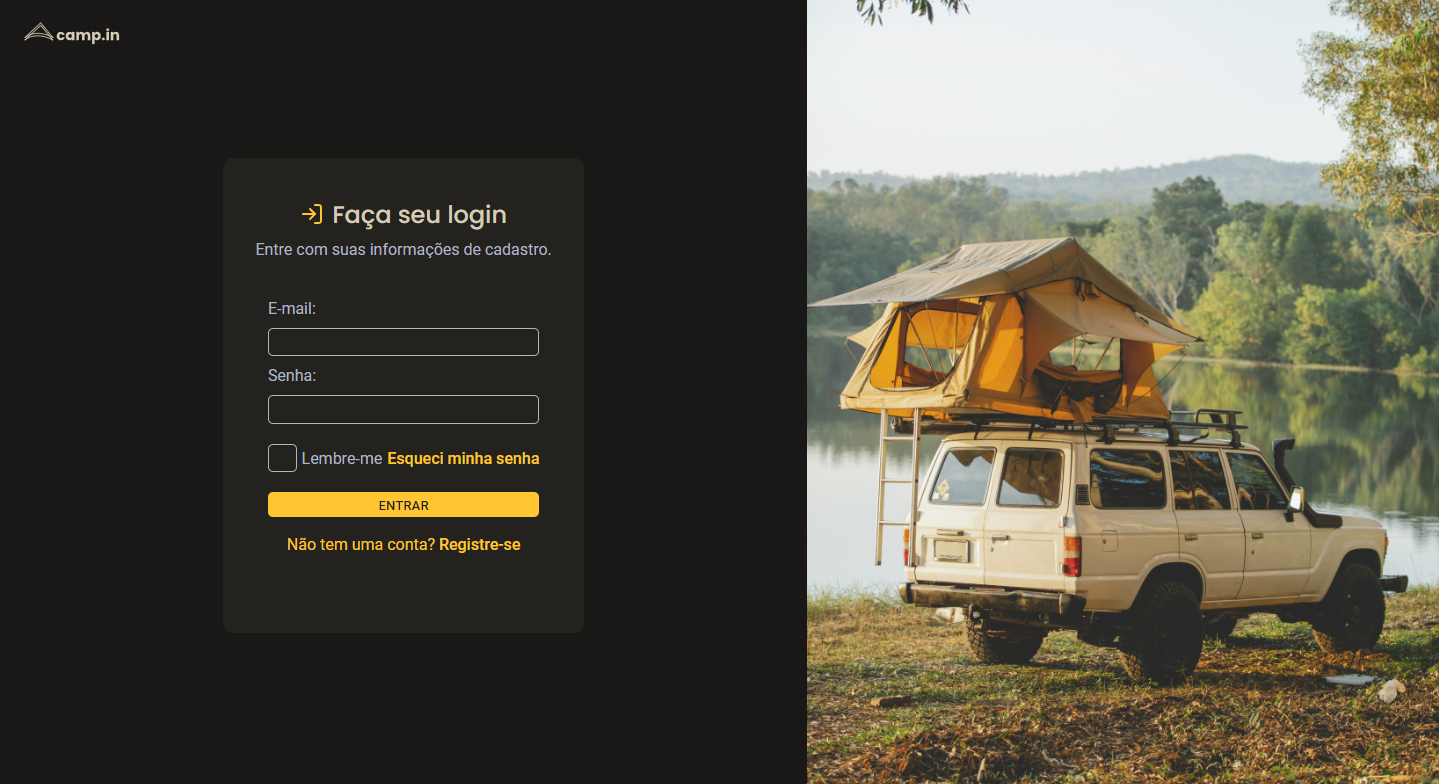 camp.in
Faça seu login
Entre com suas informações de cadastro.
E-mail:
Senha:
Lembre-me Esqueci minha senha
ENTRAR
Não tem uma conta? Registre-se